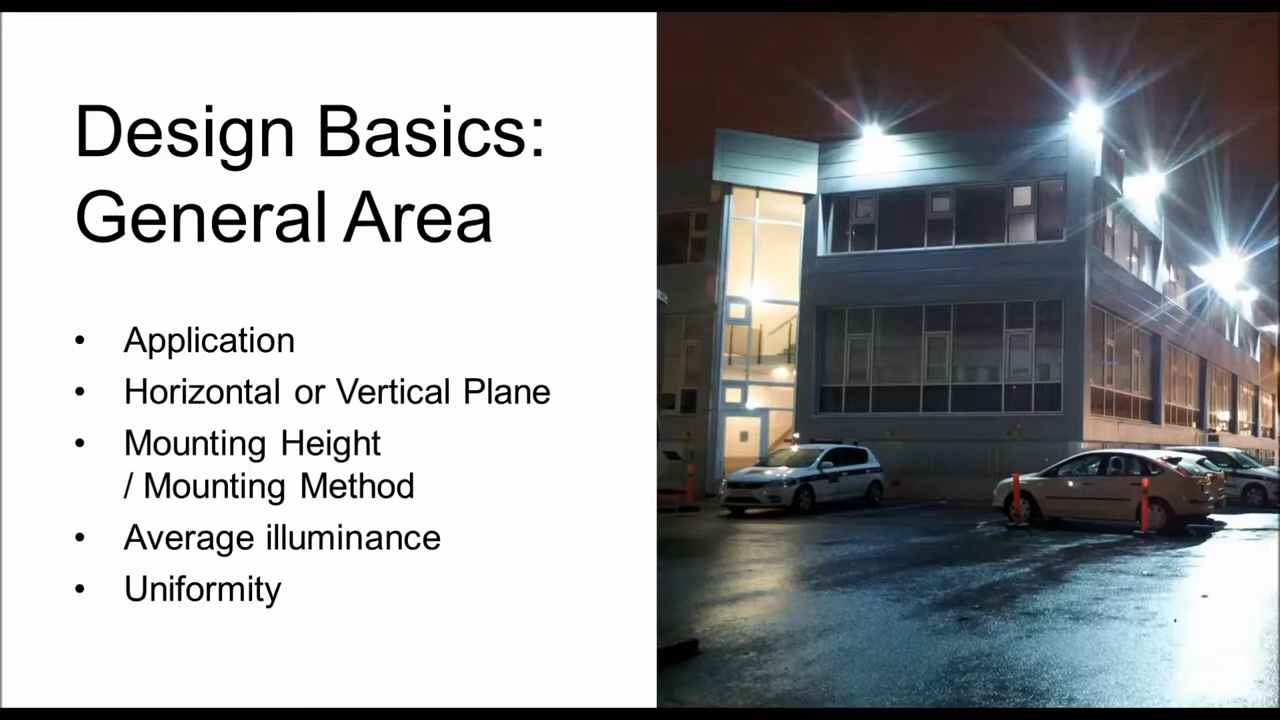 Design Basics:
General Area
• Application
• Horizontal or Vertical Plane
• Mounting Height
/ Mounting Method
• Average illuminance
• Uniformity